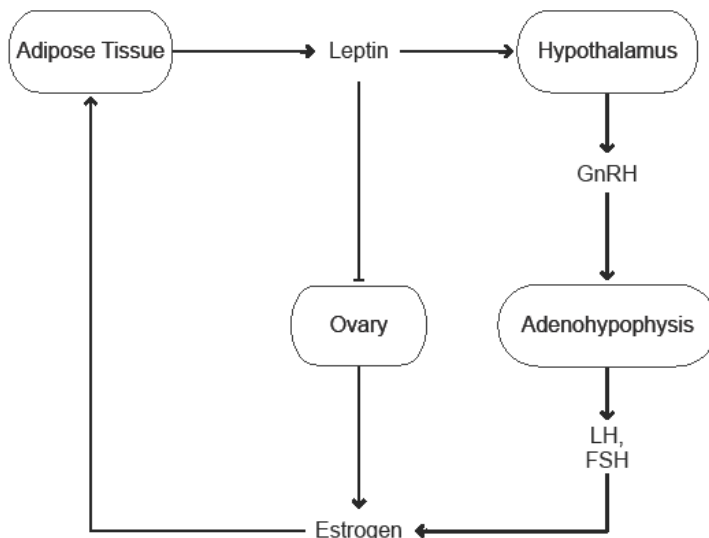 Adipose Tissue
Leptin
Hypothalamus
GnRH
Ovary
Adenohypophysis
LH,
FSH
Estrogen